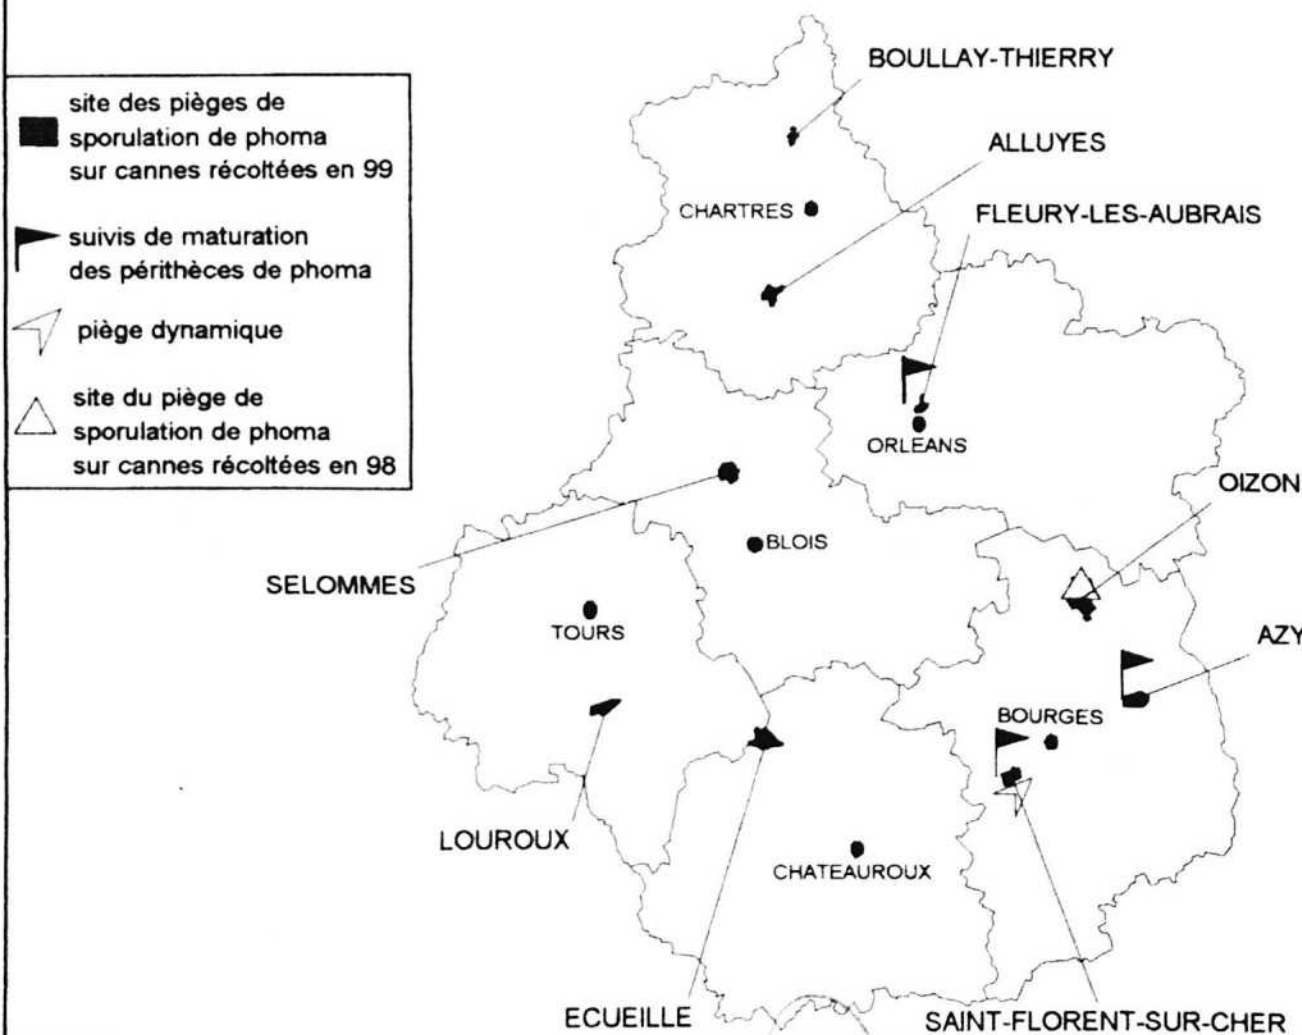 site des pièges de
sporulation de phoma
sur cannes récoltées en 99
suivis de maturation
des périthèces de phoma
piège dynamique
site du piège de
sporulation de phoma
sur cannes récoltées en 98
BOULLAY-THIERRY
ALLUYES
CHARTRES
FLEURY-LES-AUBRAIS
ORLEANS
OIZON
BLOIS
SELOMMES
TOURS
AZY
BOURGES
LOUROUX
CHATEAUROUX
ECUEILLE
SAINT-FLORENT-SUR-CHER